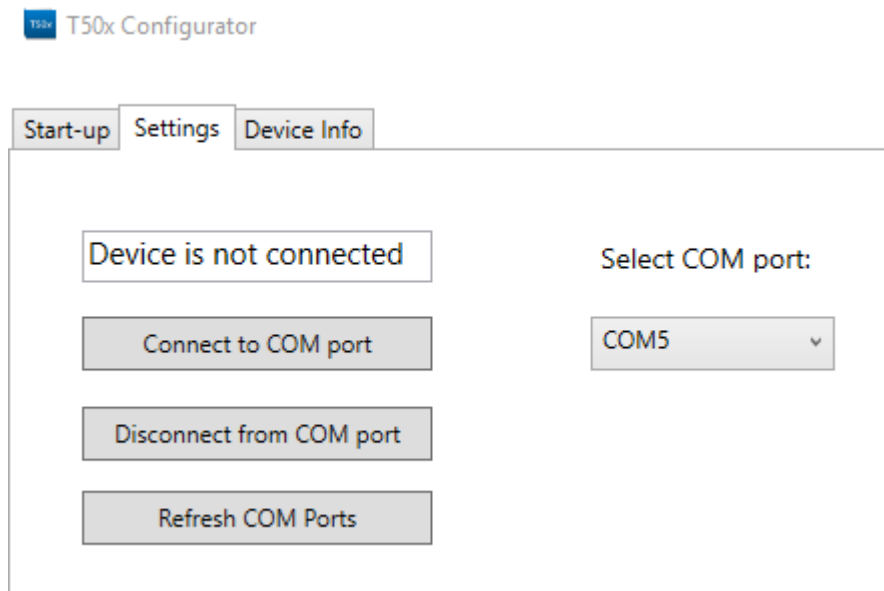 T50x T50x Configurator
Start-up Settings Device Info
Device is not connected
Select COM port:
Connect to COM port
COM5
Disconnect from COM port
Refresh COM Ports